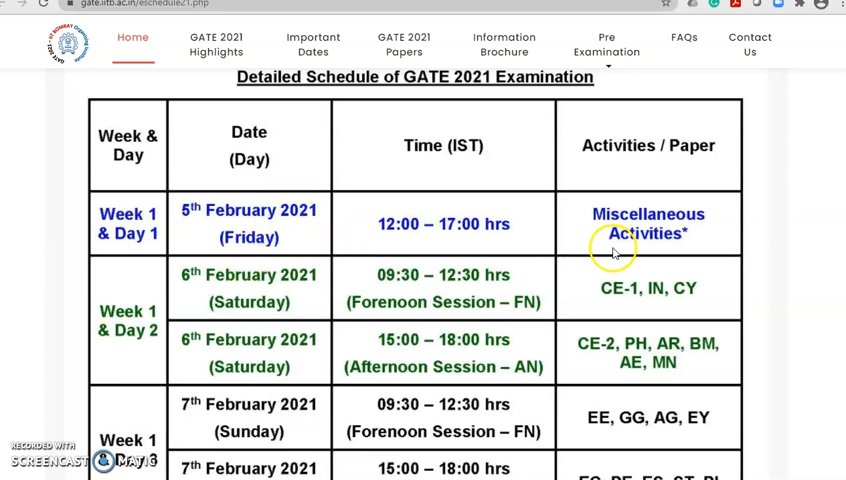 gate.iitb.ac.in/eschedule21.php
Home
GATE 2021 Highlights
Important Dates
GATE 2021 Papers
Information Brochure
Pre Examination
FAQs
Contact Us
Detailed Schedule of GATE 2021 Examination
Week & Day
Date (Day)
Time (IST)
Activities / Paper
Week 1 & Day 1
5th February 2021 (Friday)
12:00 – 17:00 hrs
Miscellaneous Activities*
Week 1 & Day 2
6th February 2021 (Saturday)
09:30 – 12:30 hrs (Forenoon Session – FN)
CE-1, IN, CY
6th February 2021 (Saturday)
15:00 – 18:00 hrs (Afternoon Session – AN)
CE-2, PH, AR, BM, AE, MN
Week 1 & Day 3
7th February 2021 (Sunday)
09:30 – 12:30 hrs (Forenoon Session – FN)
EE, GG, AG, EY
7th February 2021
15:00 – 18:00 hrs
RECORDED WITH
SCREENCAST MATIC